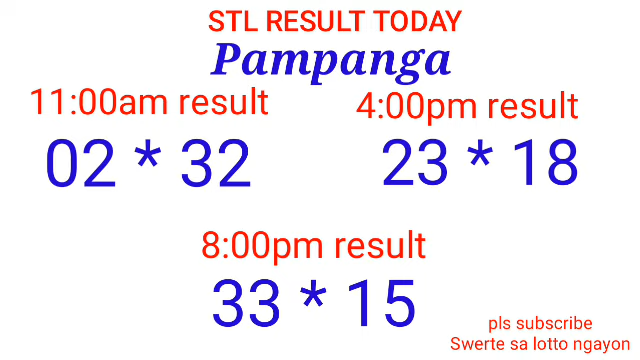 STL RESULT TODAY
Pampanga
11:00am result
02 * 32
4:00pm result
23 * 18
8:00pm result
33 * 15
pls subscribe
Swerte sa lotto ngayon